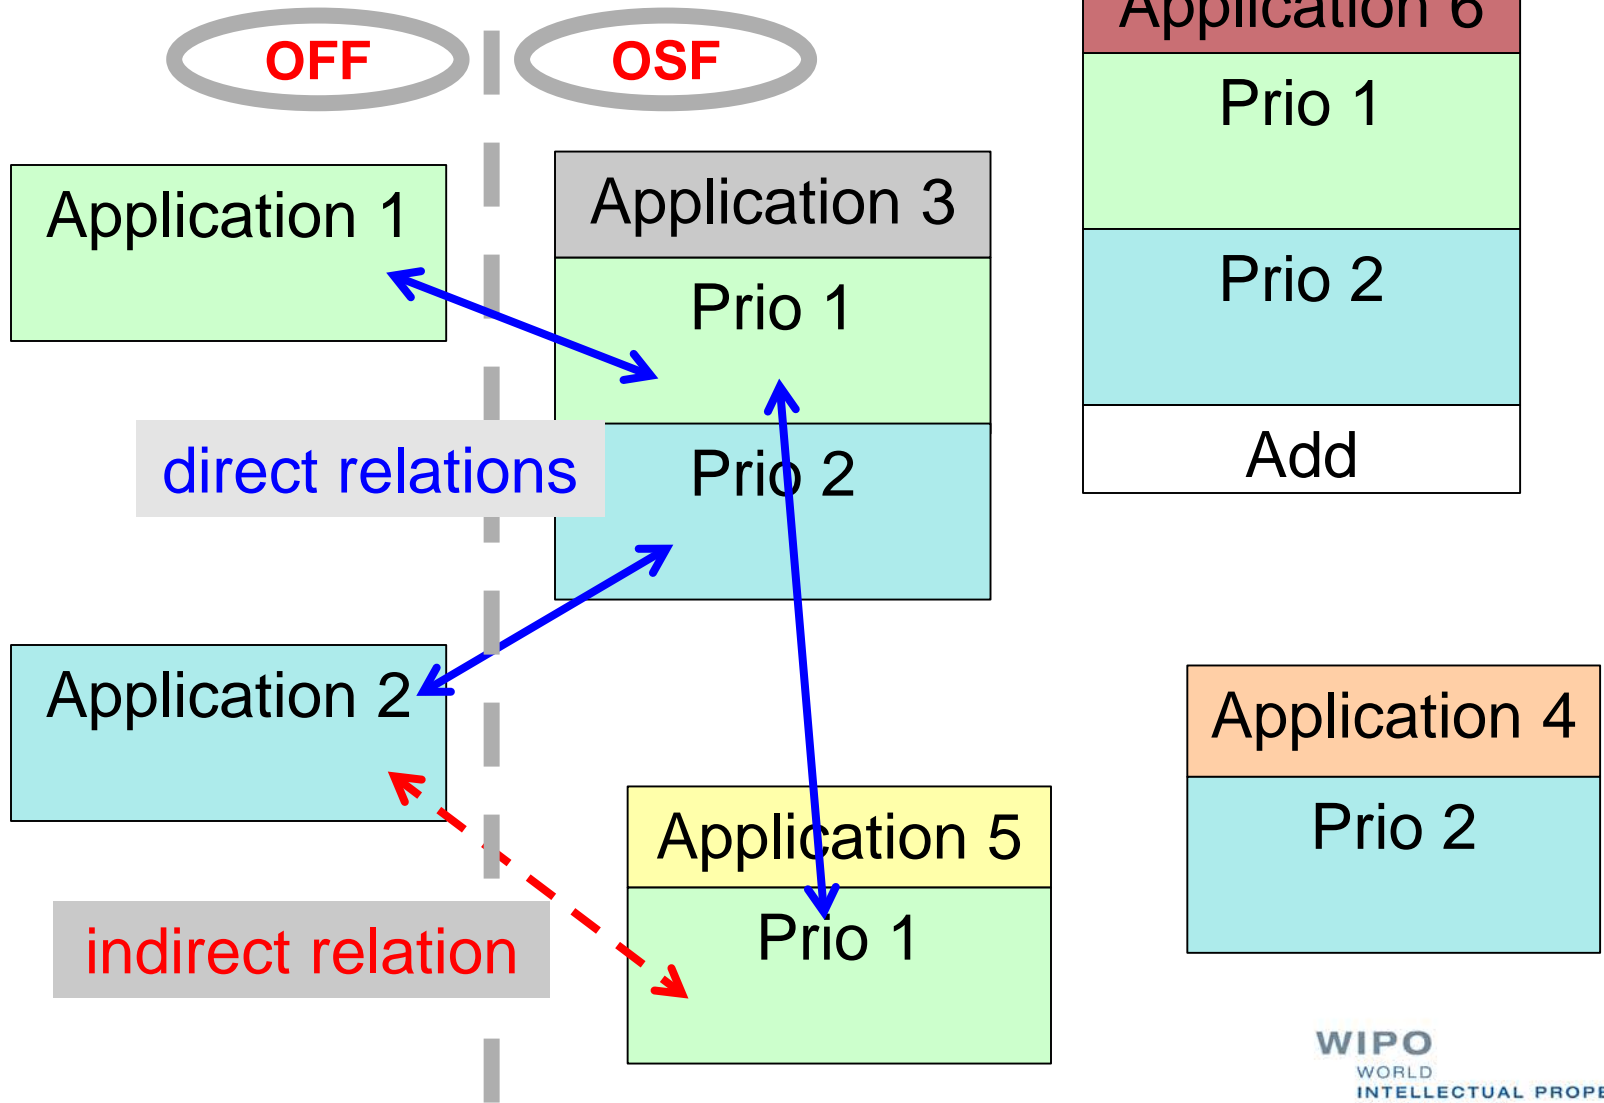 OFF
OSF
Application 6
Prio 1
Prio 2
Add
Application 1
Application 3
Prio 1
Prio 2
direct relations
Application 2
Application 4
Prio 2
Application 5
Prio 1
indirect relation
WIPO
WORLD
INTELLECTUAL PROPE